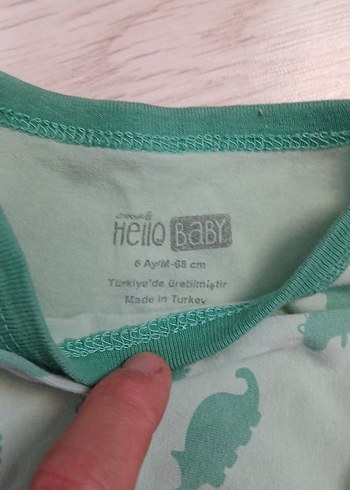 Hello BABY
6 Ay/M-68 cm
Türkiye'de üretilmiştir
Made in Turkey